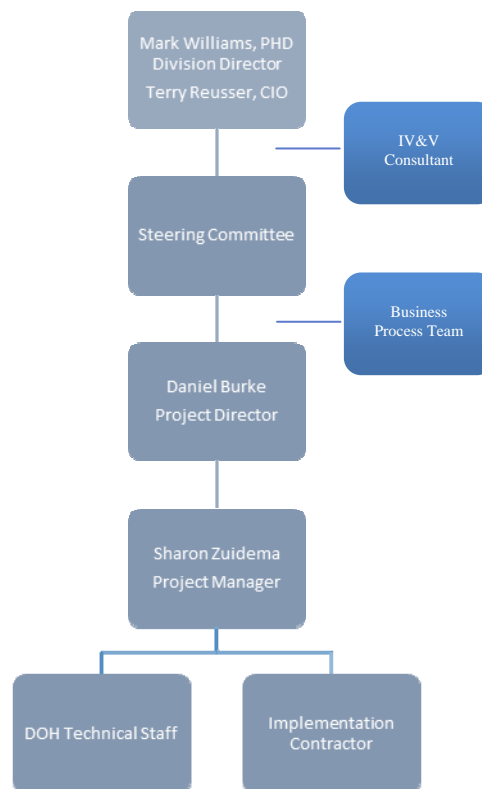 Mark Williams, PHD
Division Director
Terry Reusser, CIO
IV&V
Consultant
Steering Committee
Business
Process Team
Daniel Burke
Project Director
Sharon Zuidema
Project Manager
DOH Technical Staff
Implementation
Contractor